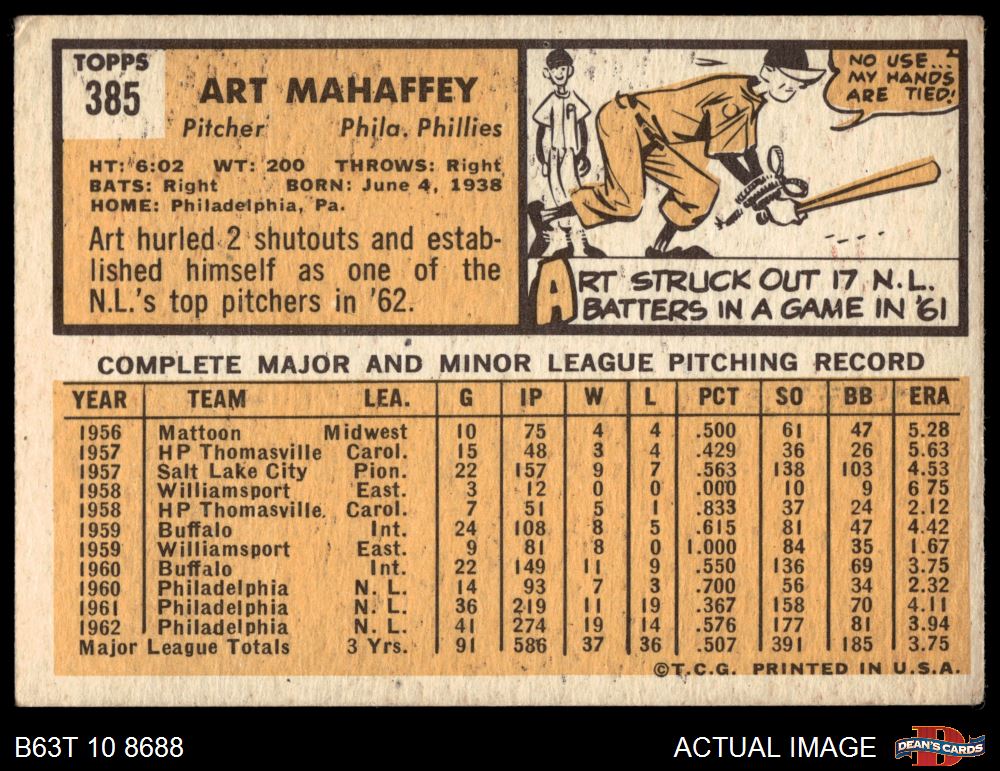 TOPPS
385
ART MAHAFFEY
Pitcher Phila. Phillies
HT: 6:02 WT: 200 THROWS: Right
BATS: Right BORN: June 4, 1938
HOME: Philadelphia, Pa.
Art hurled 2 shutouts and estab-
lished himself as one of the
N.L.'s top pitchers in '62.
NO USE...
MY HANDS
ARE TIED!
P
ART STRUCK OUT 17 N.L.
BATTERS IN A GAME IN '61
COMPLETE MAJOR AND MINOR LEAGUE PITCHING RECORD
YEAR TEAM LEA. G IP W L PCT SO BB ERA
1956 Mattoon Midwest 10 75 4 4 .500 61 47 5.28
1957 HP Thomasville Carol. 15 48 3 4 .429 36 26 5.63
1957 Salt Lake City Pion. 22 157 9 7 .563 138 103 4.53
1958 Williamsport East. 3 12 0 0 .000 10 9 6 75
1958 HP Thomasville. Carol. 7 51 5 1 .833 37 24 2.12
1959 Buffalo Int. 24 108 8 5 .615 81 47 4.42
1959 Williamsport East. 9 81 8 0 1.000 84 35 1.67
1960 Buffalo Int. 22 149 11 9 .550 136 69 3.75
1960 Philadelphia N. L. 14 93 7 3 .700 56 34 2.32
1961 Philadelphia N. L. 36 219 11 19 .367 158 70 4.11
1962 Philadelphia N. L. 41 274 19 14 .576 177 81 3.94
Major League Totals 3 Yrs. 91 586 37 36 .507 391 185 3.75
©T.C.G. PRINTED IN U.S.A.
B63T 10 8688
ACTUAL IMAGE
D
DEAN'S CARDS